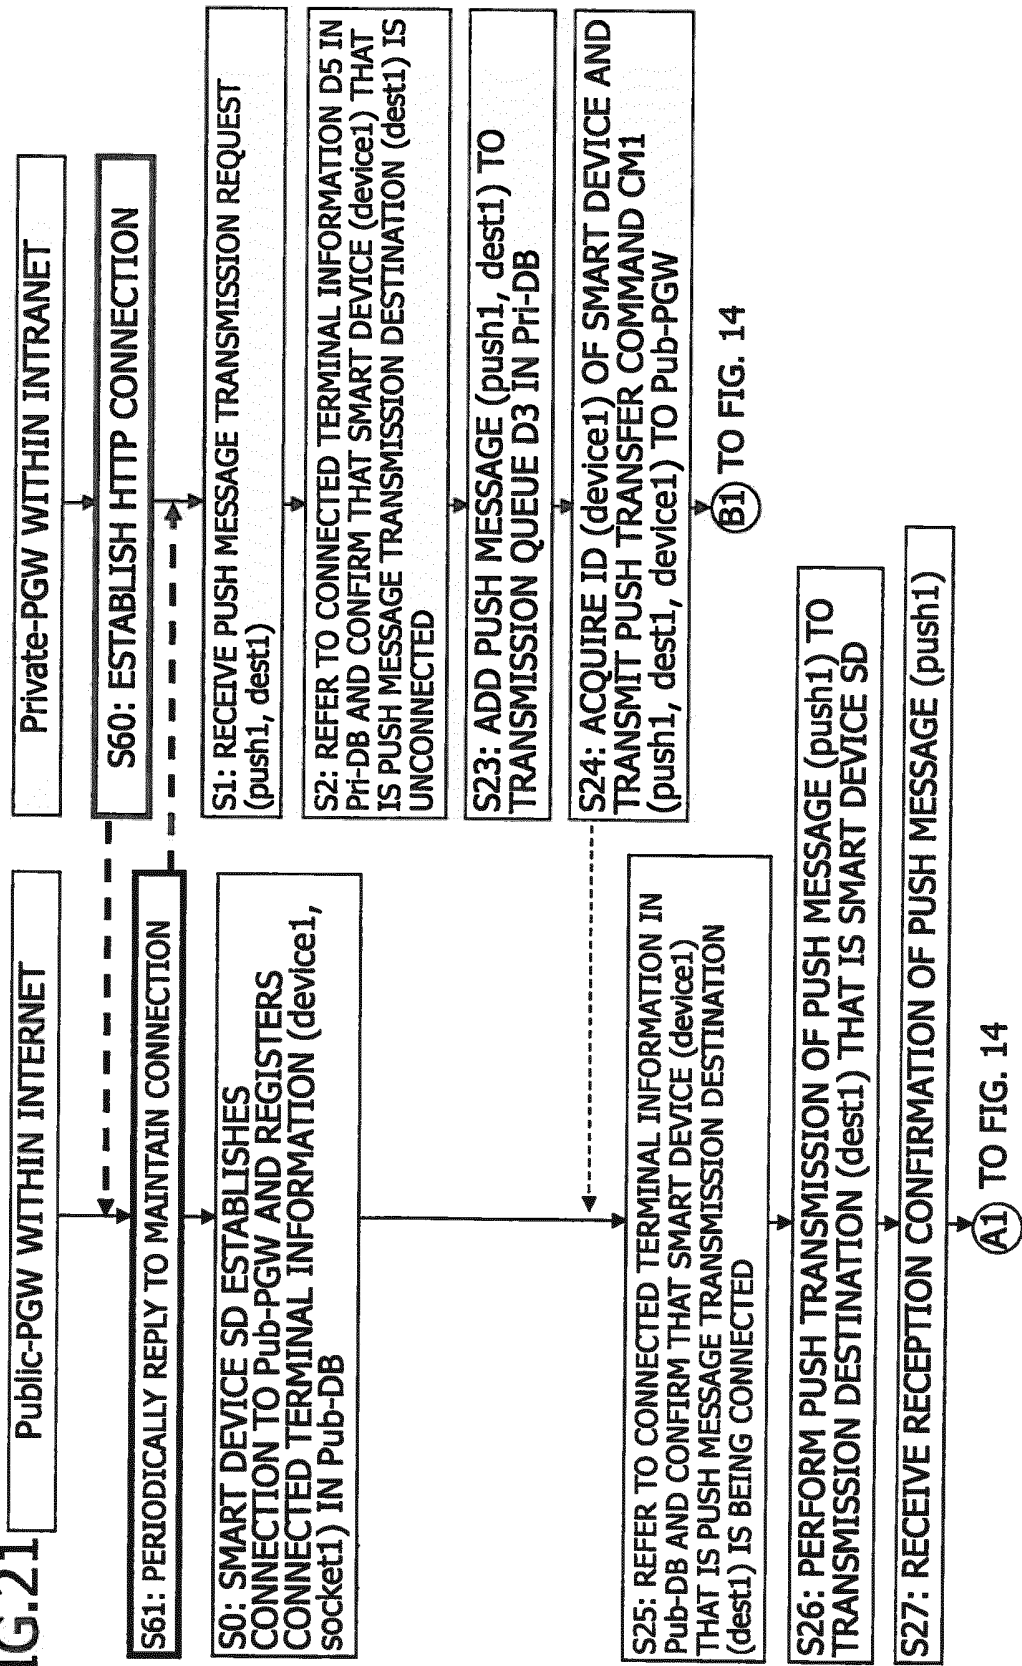 IG.21
Public-PGW WITHIN INTERNET
S61: PERIODICALLY REPLY TO MAINTAIN CONNECTION
S0: SMART DEVICE SD ESTABLISHES
CONNECTION TO Pub-PGW AND REGISTERS
CONNECTED TERMINAL INFORMATION (device1,
socket1) IN Pub-DB
S25: REFER TO CONNECTED TERMINAL INFORMATION IN
Pub-DB AND CONFIRM THAT SMART DEVICE (device1)
THAT IS PUSH MESSAGE TRANSMISSION DESTINATION
(dest1) IS BEING CONNECTED
S26: PERFORM PUSH TRANSMISSION OF PUSH MESSAGE (push1) TO
TRANSMISSION DESTINATION (dest1) THAT IS SMART DEVICE SD
S27: RECEIVE RECEPTION CONFIRMATION OF PUSH MESSAGE (push1)
A1 TO FIG. 14
Private-PGW WITHIN INTRANET
S60: ESTABLISH HTTP CONNECTION
S1: RECEIVE PUSH MESSAGE TRANSMISSION REQUEST
(push1, dest1)
S2: REFER TO CONNECTED TERMINAL INFORMATION D5 IN
Pri-DB AND CONFIRM THAT SMART DEVICE (device1) THAT
IS PUSH MESSAGE TRANSMISSION DESTINATION (dest1) IS
UNCONNECTED
S23: ADD PUSH MESSAGE (push1, dest1) TO
TRANSMISSION QUEUE D3 IN Pri-DB
S24: ACQUIRE ID (device1) OF SMART DEVICE AND
TRANSMIT PUSH TRANSFER COMMAND CM1
(push1, dest1, device1) TO Pub-PGW
B1 TO FIG. 14